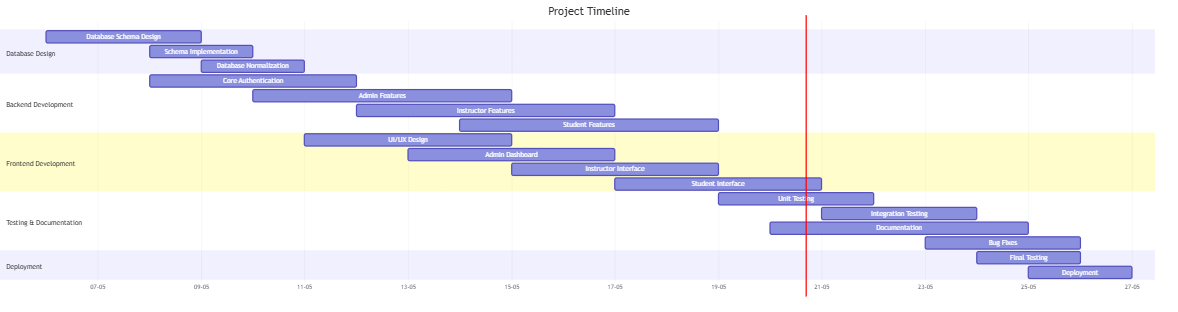 Project Timeline
Database Design
Database Schema Design
Schema Implementation
Database Normalization
Backend Development
Core Authentication
Admin Features
Instructor Features
Student Features
Frontend Development
UI/UX Design
Admin Dashboard
Instructor Interface
Student Interface
Testing & Documentation
Unit Testing
Integration Testing
Documentation
Bug Fixes
Deployment
Final Testing
Deployment
07-05 09-05 11-05 13-05 15-05 17-05 19-05 21-05 23-05 25-05 27-05